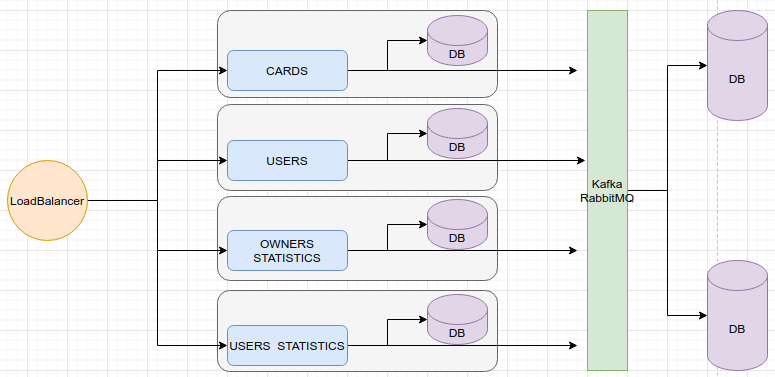 DB
CARDS
DB
DB
USERS
LoadBalancer
Kafka
RabbitMQ
DB
OWNERS
STATISTICS
DB
USERS  STATISTICS
DB